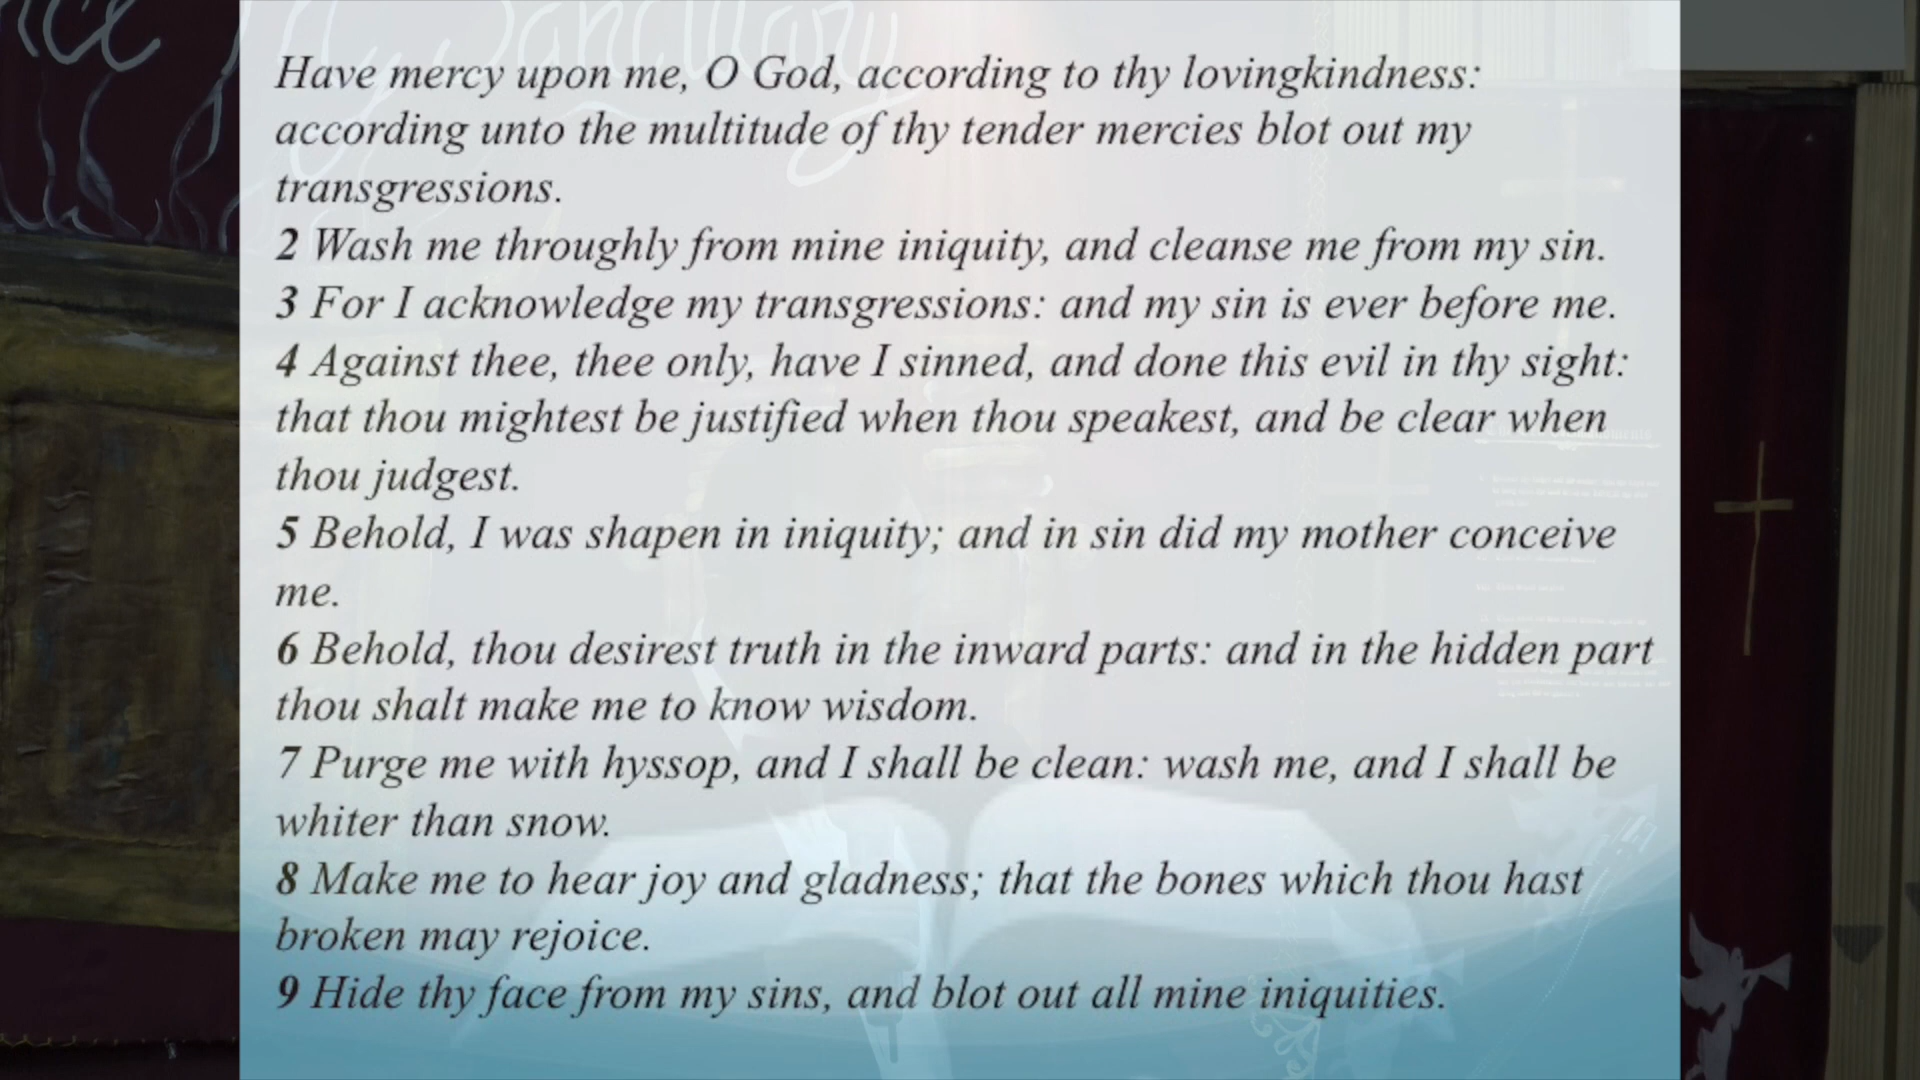 Sanctuary
Have mercy upon me, O God, according to thy lovingkindness:
according unto the multitude of thy tender mercies blot out my
transgressions.
2 Wash me throughly from mine iniquity, and cleanse me from my sin.
3 For I acknowledge my transgressions: and my sin is ever before me.
4 Against thee, thee only, have I sinned, and done this evil in thy sight:
that thou mightest be justified when thou speakest, and be clear when
thou judgest.
5 Behold, I was shapen in iniquity; and in sin did my mother conceive
me.
6 Behold, thou desirest truth in the inward parts: and in the hidden part
thou shalt make me to know wisdom.
7 Purge me with hyssop, and I shall be clean: wash me, and I shall be
whiter than snow.
8 Make me to hear joy and gladness; that the bones which thou hast
broken may rejoice.
9 Hide thy face from my sins, and blot out all mine iniquities.